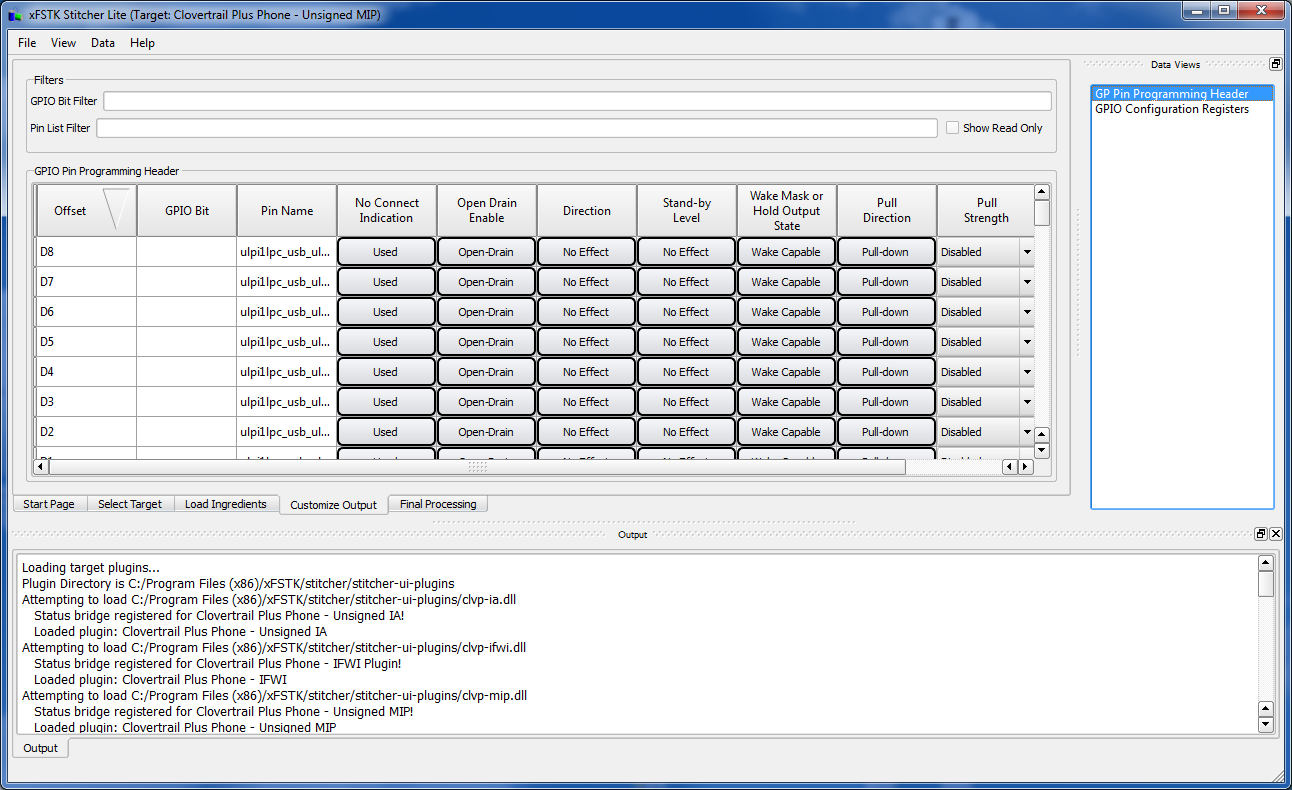 xFSTK Stitcher Lite (Target: Clovertrail Plus Phone - Unsigned MIP)
File View Data Help
Filters
GPIO Bit Filter
Pin List Filter
Show Read Only
GPIO Pin Programming Header
Offset GPIO Bit Pin Name No Connect Indication Open Drain Enable Direction Stand-by Level Wake Mask or Hold Output State Pull Direction Pull Strength
D8 ulpi1lpc_usb_ul... Used Open-Drain No Effect No Effect Wake Capable Pull-down Disabled
D7 ulpi1lpc_usb_ul... Used Open-Drain No Effect No Effect Wake Capable Pull-down Disabled
D6 ulpi1lpc_usb_ul... Used Open-Drain No Effect No Effect Wake Capable Pull-down Disabled
D5 ulpi1lpc_usb_ul... Used Open-Drain No Effect No Effect Wake Capable Pull-down Disabled
D4 ulpi1lpc_usb_ul... Used Open-Drain No Effect No Effect Wake Capable Pull-down Disabled
D3 ulpi1lpc_usb_ul... Used Open-Drain No Effect No Effect Wake Capable Pull-down Disabled
D2 ulpi1lpc_usb_ul... Used Open-Drain No Effect No Effect Wake Capable Pull-down Disabled
Start Page Select Target Load Ingredients Customize Output Final Processing
Data Views
GP Pin Programming Header
GPIO Configuration Registers
Output
Loading target plugins...
Plugin Directory is C:/Program Files (x86)/xFSTK/stitcher/stitcher-ui-plugins
Attempting to load C:/Program Files (x86)/xFSTK/stitcher/stitcher-ui-plugins/clvp-ia.dll
Status bridge registered for Clovertrail Plus Phone - Unsigned IA!
Loaded plugin: Clovertrail Plus Phone - Unsigned IA
Attempting to load C:/Program Files (x86)/xFSTK/stitcher/stitcher-ui-plugins/clvp-ifwi.dll
Status bridge registered for Clovertrail Plus Phone - IFWI Plugin!
Loaded plugin: Clovertrail Plus Phone - IFWI
Attempting to load C:/Program Files (x86)/xFSTK/stitcher/stitcher-ui-plugins/clvp-mip.dll
Status bridge registered for Clovertrail Plus Phone - Unsigned MIP!
Loaded plugin: Clovertrail Plus Phone - Unsigned MIP
Output